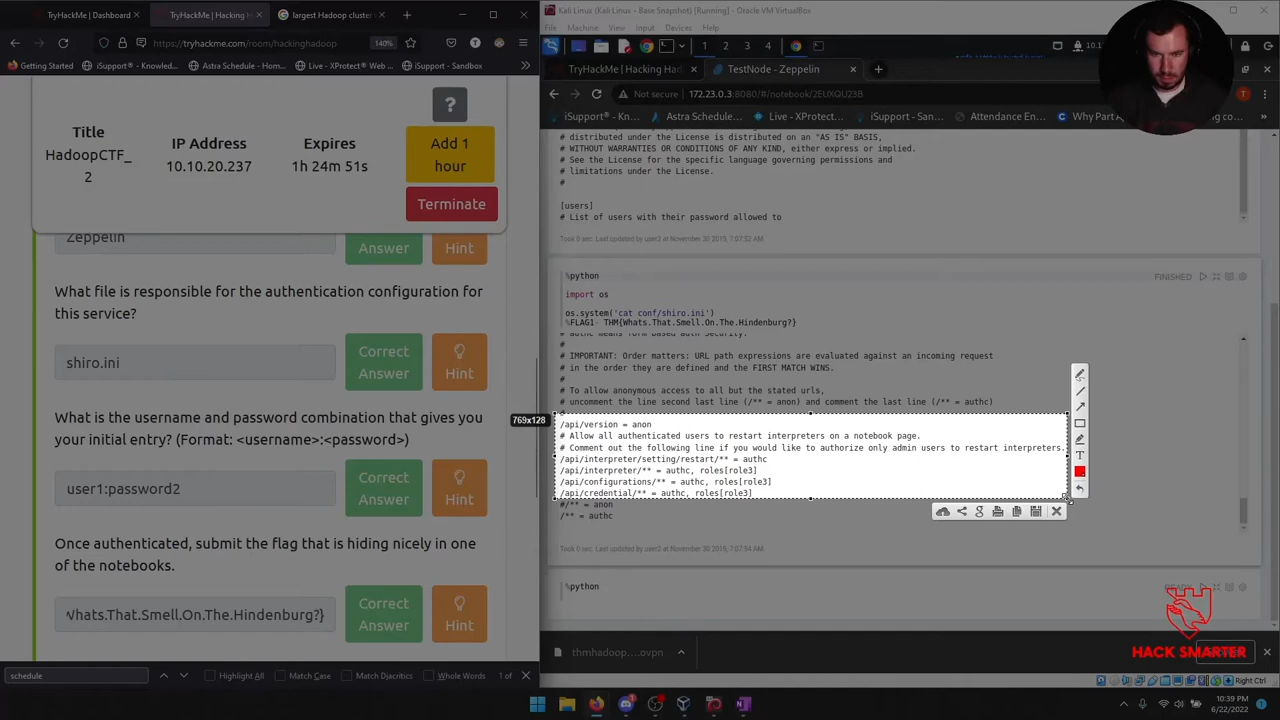 TryHackMe | Dashboard
TryHackMe | Hacking H
largest Hadoop cluster
https://tryhackme.com/room/hackinghadoop
140%
Getting Started
iSupport® - Knowled...
Astra Schedule - Hom...
Live - XProtect® Web ...
iSupport - Sandbox
?
Title
HadoopCTF_
2
IP Address
10.10.20.237
Expires
1h 24m 51s
Add 1
hour
Terminate
Zeppelin
Answer
Hint
What file is responsible for the authentication configuration for
this service?
shiro.ini
Correct
Answer
Hint
What is the username and password combination that gives you
your initial entry? (Format: <username>:<password>)
user1:password2
Correct
Answer
Hint
Once authenticated, submit the flag that is hiding nicely in one
of the notebooks.
Whats.That.Smell.On.The.Hindenburg?}
Correct
Answer
Hint
schedule
Highlight All
Match Case
Match Diacritics
Whole Words
1 of
Kali Linux (Kali Linux - Base Snapshot) [Running] - Oracle VM VirtualBox
File
Machine
View
Input
Devices
Help
1
2
3
4
TryHackMe | Hacking Had
TestNode - Zeppelin
Not secure
172.23.0.3:8080/#/notebook/2EUXQU23B
iSupport® - Kn...
Astra Schedule...
Live - XProtect...
iSupport - San...
Attendance En...
Why Part A
distributed under the License is distributed on an "AS IS" BASIS,
# WITHOUT WARRANTIES OR CONDITIONS OF ANY KIND, either express or implied.
# See the License for the specific language governing permissions and
# limitations under the License.
#
[users]
# List of users with their password allowed to
Took 0 sec. Last updated by user2 at November 30 2019, 7:07:52 AM.
%python
FINISHED
import os
os.system('cat conf/shiro.ini')
%FLAG1- THM{Whats.That.Smell.On.The.Hindenburg?}
# authc means Form based Auth Security.
#
# IMPORTANT: Order matters: URL path expressions are evaluated against an incoming request
# in the order they are defined and the FIRST MATCH WINS.
#
# To allow anonymous access to all but the stated urls,
# uncomment the line second last line (/** = anon) and comment the last line (/** = authc)
#
769x128
/api/version = anon
# Allow all authenticated users to restart interpreters on a notebook page.
# Comment out the following line if you would like to authorize only admin users to restart interpreters.
/api/interpreter/setting/restart/** = authc
/api/interpreter/** = authc, roles[role3]
/api/configurations/** = authc, roles[role3]
/api/credential/** = authc, roles[role3]
#/** = anon
/** = authc
Took 0 sec. Last updated by user2 at November 30 2019, 7:07:54 AM.
%python
READY
HACK SMARTER
thmhadoop....ovpn
Right Ctrl
10:39 PM
6/22/2022